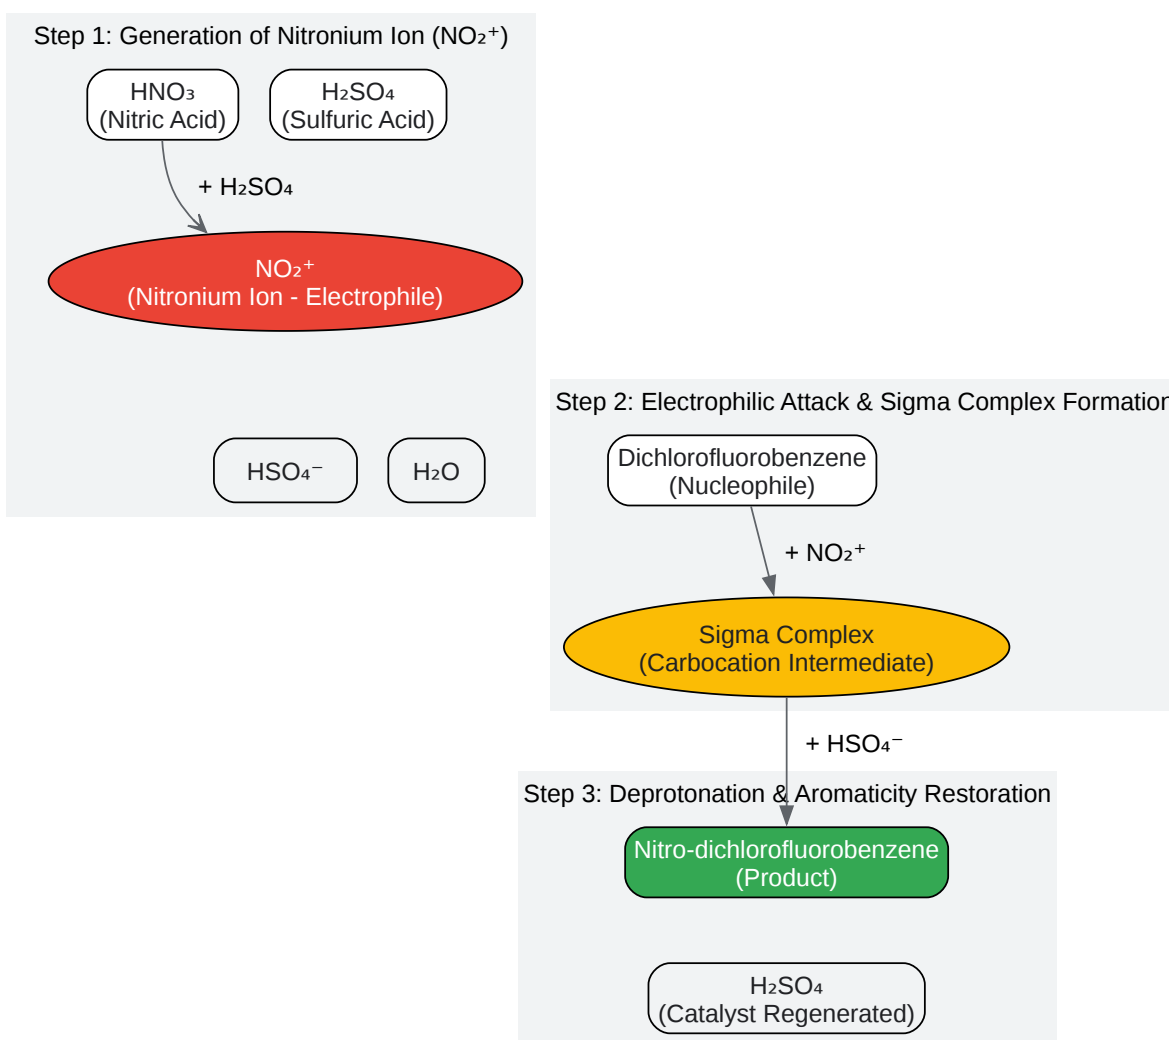 Step 1: Generation of Nitronium Ion (NO₂⁺)
HNO₃
(Nitric Acid)
H₂SO₄
(Sulfuric Acid)
+ H₂SO₄
NO₂⁺
(Nitronium Ion - Electrophile)
HSO₄⁻
H₂O
Step 2: Electrophilic Attack & Sigma Complex Formation
Dichlorofluorobenzene
(Nucleophile)
+ NO₂⁺
Sigma Complex
(Carbocation Intermediate)
+ HSO₄⁻
Step 3: Deprotonation & Aromaticity Restoration
Nitro-dichlorofluorobenzene
(Product)
H₂SO₄
(Catalyst Regenerated)